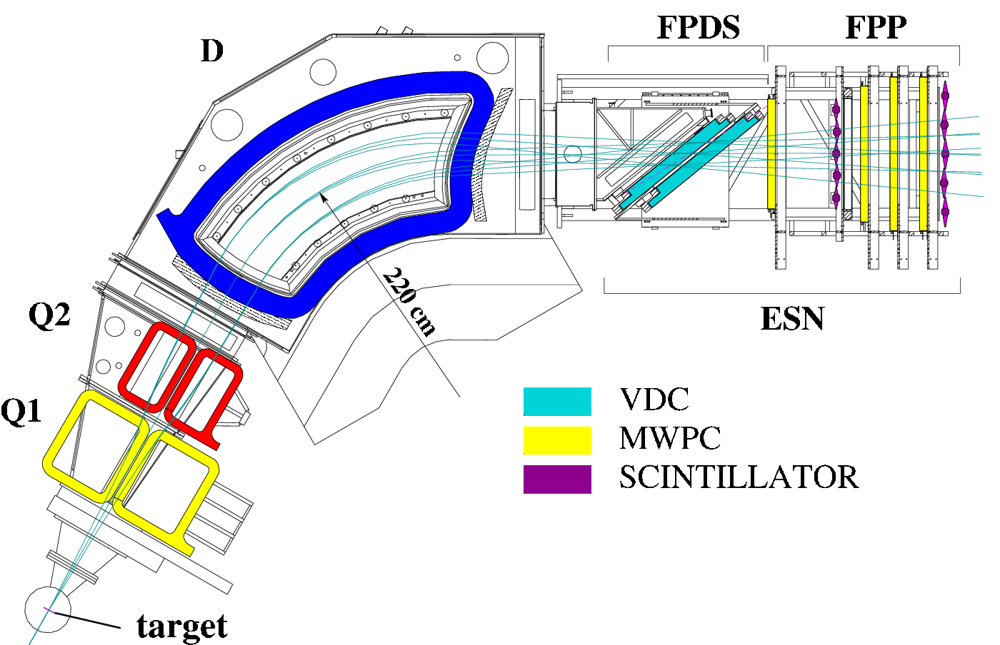 FPDS
FPP
D
220 cm
Q2
ESN
Q1
VDC
MWPC
SCINTILLATOR
target